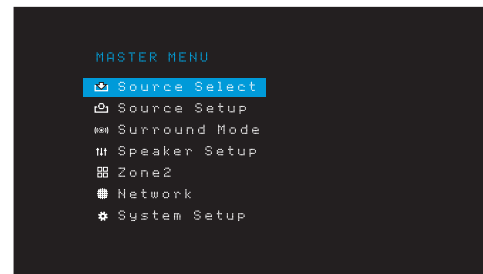 MASTER MENU
Source Select
Source Setup
Surround Mode
Speaker Setup
Zone2
Network
System Setup